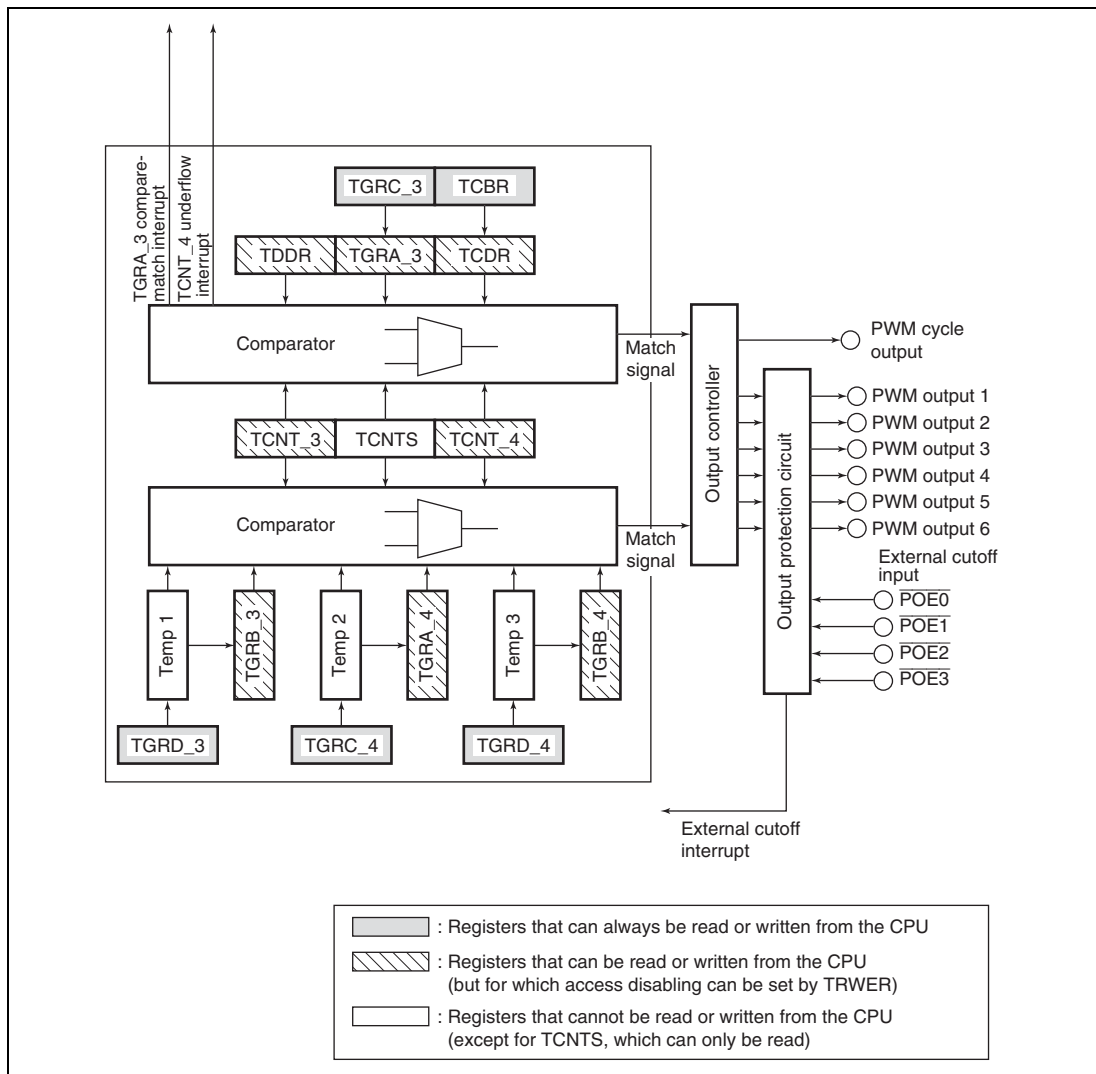 TGRA_3 compare-
match interrupt
TCNT_4 underflow
interrupt
TGRC_3
TCBR
TDDR
TGRA_3
TCDR
Comparator
Match
signal
TCNT_3
TCNTS
TCNT_4
Comparator
Match
signal
Output controller
Output protection circuit
PWM cycle
output
PWM output 1
PWM output 2
PWM output 3
PWM output 4
PWM output 5
PWM output 6
External cutoff
input
POE0
POE1
POE2
POE3
Temp 1
TGRB_3
Temp 2
TGRA_4
Temp 3
TGRB_4
TGRD_3
TGRC_4
TGRD_4
External cutoff
interrupt
: Registers that can always be read or written from the CPU
: Registers that can be read or written from the CPU
(but for which access disabling can be set by TRWER)
: Registers that cannot be read or written from the CPU
(except for TCNTS, which can only be read)